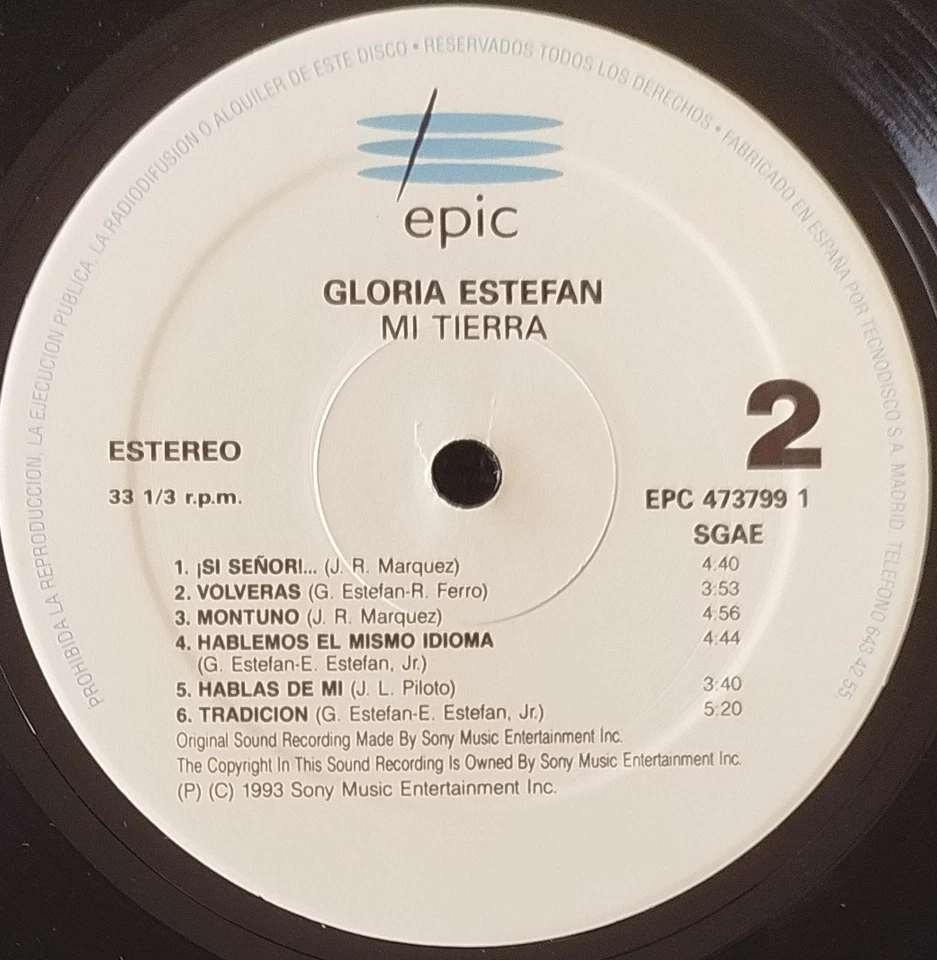 PROHIBIDA LA REPRODUCCION, LA EJECUCION PUBLICA, LA RADIODIFUSION O ALQUILER DE ESTE DISCO • RESERVADOS TODOS LOS DERECHOS • FABRICADO EN ESPAÑA POR TECNODISCO S A. MADRID. TELEFONO 643 42 55
epic
GLORIA ESTEFAN
MI TIERRA
2
ESTEREO
33 1/3 r.p.m.
EPC 473799 1
SGAE
1. ¡SI SEÑOR!... (J. R. Marquez) 4:40
2. VOLVERAS (G. Estefan-R. Ferro) 3:53
3. MONTUNO (J. R. Marquez) 4:56
4. HABLEMOS EL MISMO IDIOMA 4:44
(G. Estefan-E. Estefan, Jr.)
5. HABLAS DE MI (J. L. Piloto) 3:40
6. TRADICION (G. Estefan-E. Estefan, Jr.) 5:20
Original Sound Recording Made By Sony Music Entertainment Inc.
The Copyright In This Sound Recording Is Owned By Sony Music Entertainment Inc.
(P) (C) 1993 Sony Music Entertainment Inc.